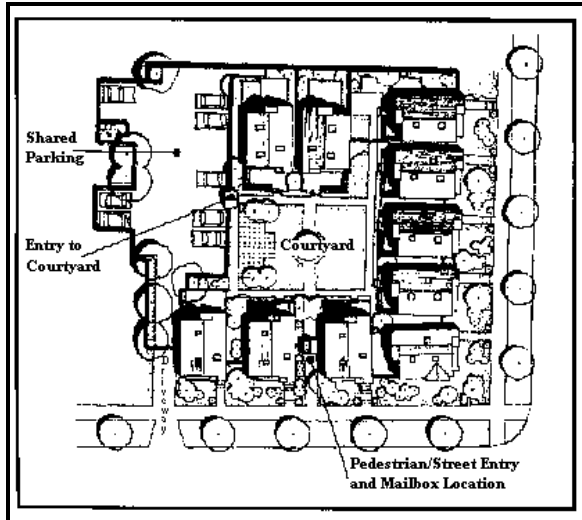 Shared
Parking
Entry to
Courtyard
Courtyard
Driveway
Pedestrian/Street Entry
and Mailbox Location